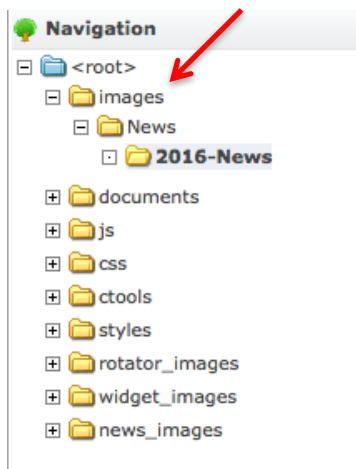 Navigation
<root>
images
News
2016-News
documents
js
css
ctools
styles
rotator_images
widget_images
news_images